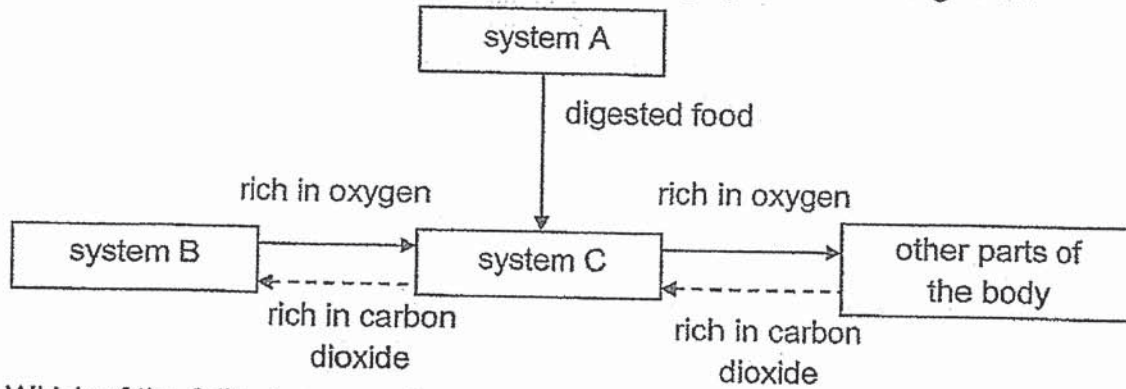 system A
digested food
rich in oxygen
rich in oxygen
system B
system C
other parts of
the body
rich in carbon
dioxide
rich in carbon
dioxide